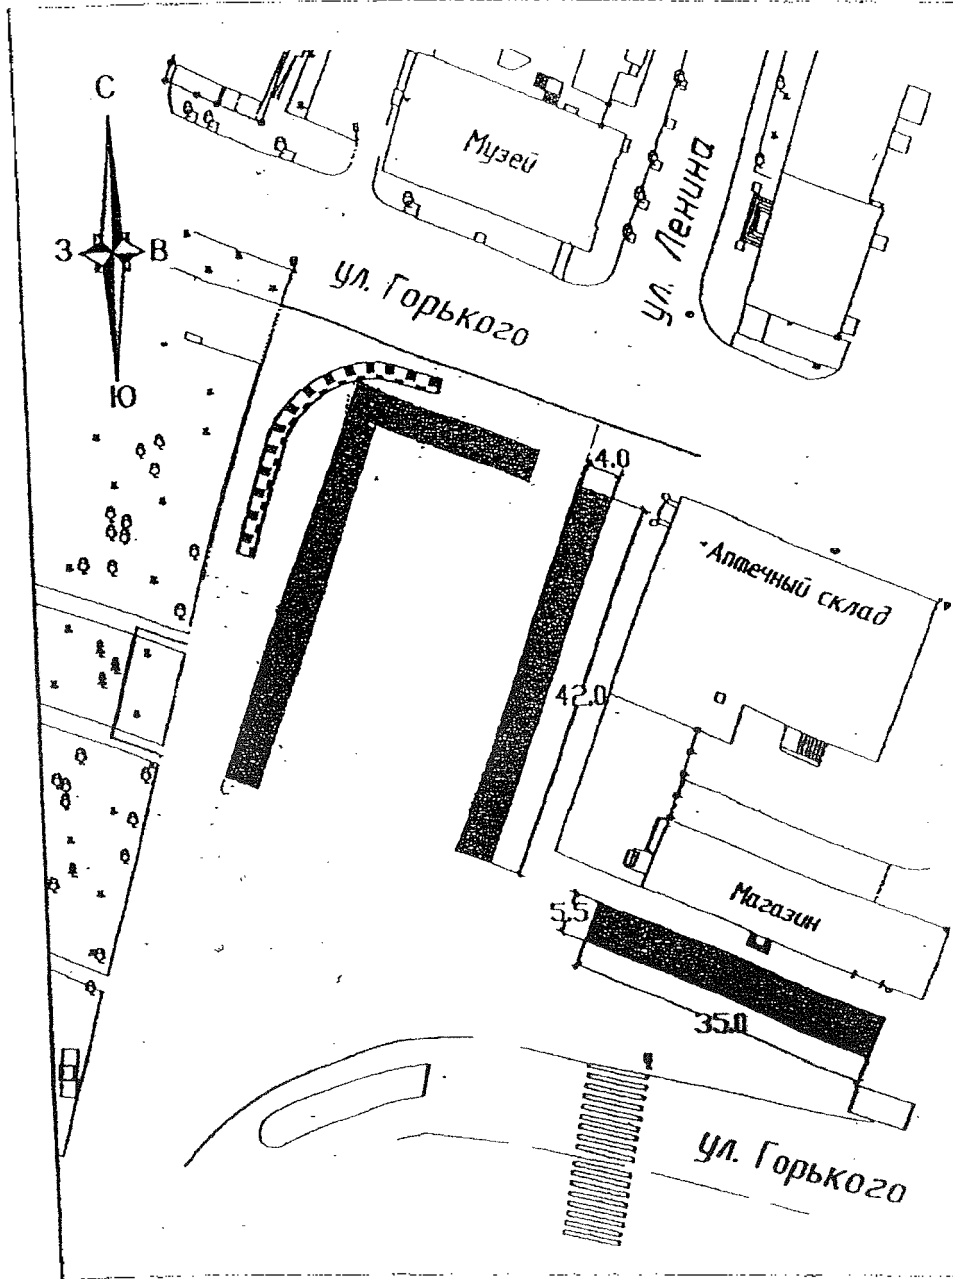 С
З В
Ю
Музей
ул. Ленина
ул. Горького
4.0
Аптечный склад
42.0
Магазин
5.5
35.0
ул. Горького